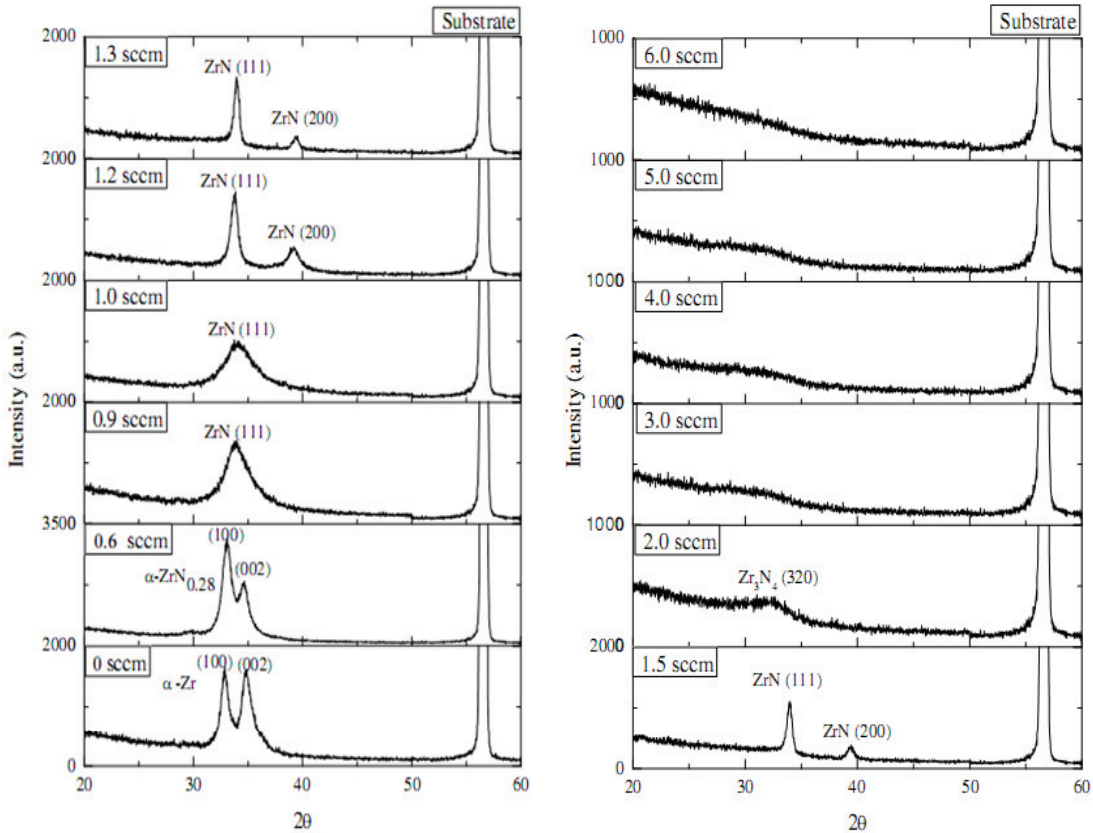 Substrate
2000
1.3 sccm
ZrN (111)
ZrN (200)
2000
1.2 sccm
ZrN (111)
ZrN (200)
2000
1.0 sccm
ZrN (111)
2000
0.9 sccm
ZrN (111)
3500
0.6 sccm
(100)
(002)
α-ZrN0.28
2000
0 sccm
(100) (002)
α -Zr
0
20 30 40 50 60
2θ
Intensity (a.u.)
Substrate
1000
6.0 sccm
1000
5.0 sccm
1000
4.0 sccm
1000
3.0 sccm
1000
2.0 sccm
Zr3N4 (320)
2000
1.5 sccm
ZrN (111)
ZrN (200)
0
20 30 40 50 60
2θ
Intensity (a.u.)